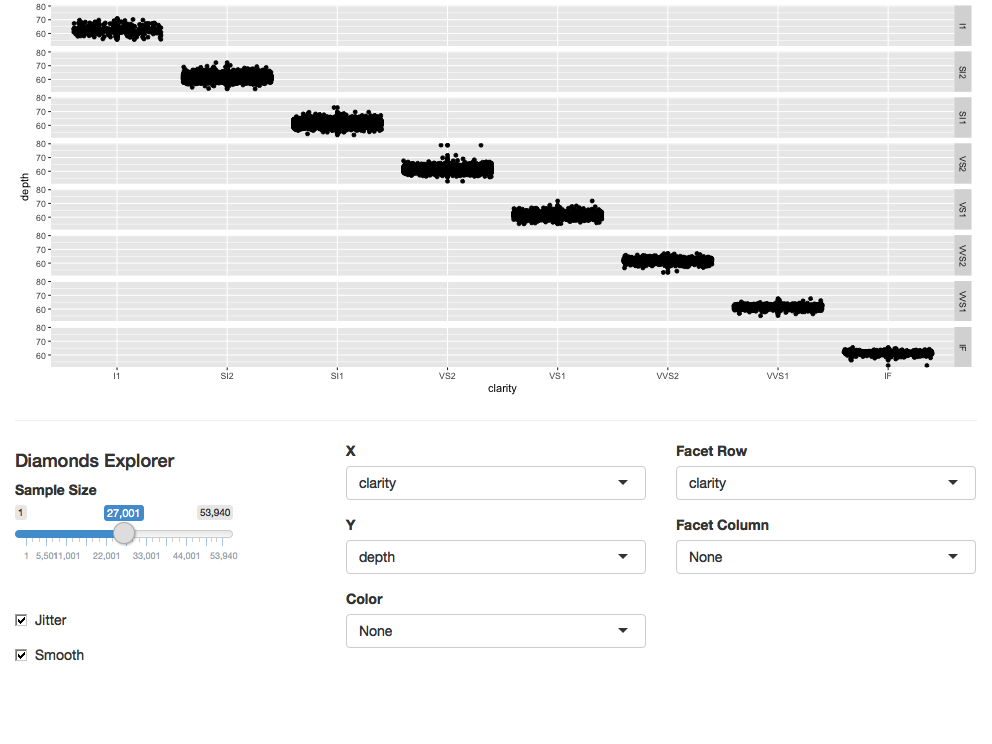 80
70
60
I1
80
70
60
SI2
80
70
60
SI1
80
70
60
VS2
80
70
60
VS1
80
70
60
VVS2
80
70
60
VVS1
80
70
60
IF
depth
I1 SI2 SI1 VS2 VS1 VVS2 VVS1 IF
clarity
Diamonds Explorer
Sample Size
1 27,001 53,940
1 5,501 11,001 22,001 33,001 44,001 53,940
Jitter
Smooth
X
clarity
Y
depth
Color
None
Facet Row
clarity
Facet Column
None